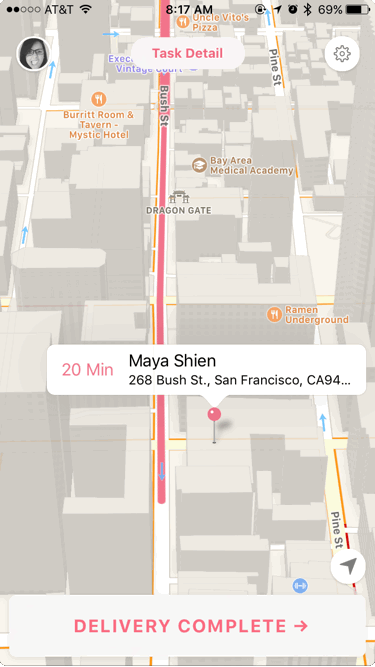 AT&T
8:17 AM
69%
Uncle Vito's
Pizza
Task Detail
Pine St
Vintage Court
Bush St
Burritt Room &
Tavern -
Mystic Hotel
Bay Area
Medical Academy
DRAGON GATE
Ramen
Underground
20 Min
Maya Shien
268 Bush St., San Francisco, CA94...
Pine St
DELIVERY COMPLETE →